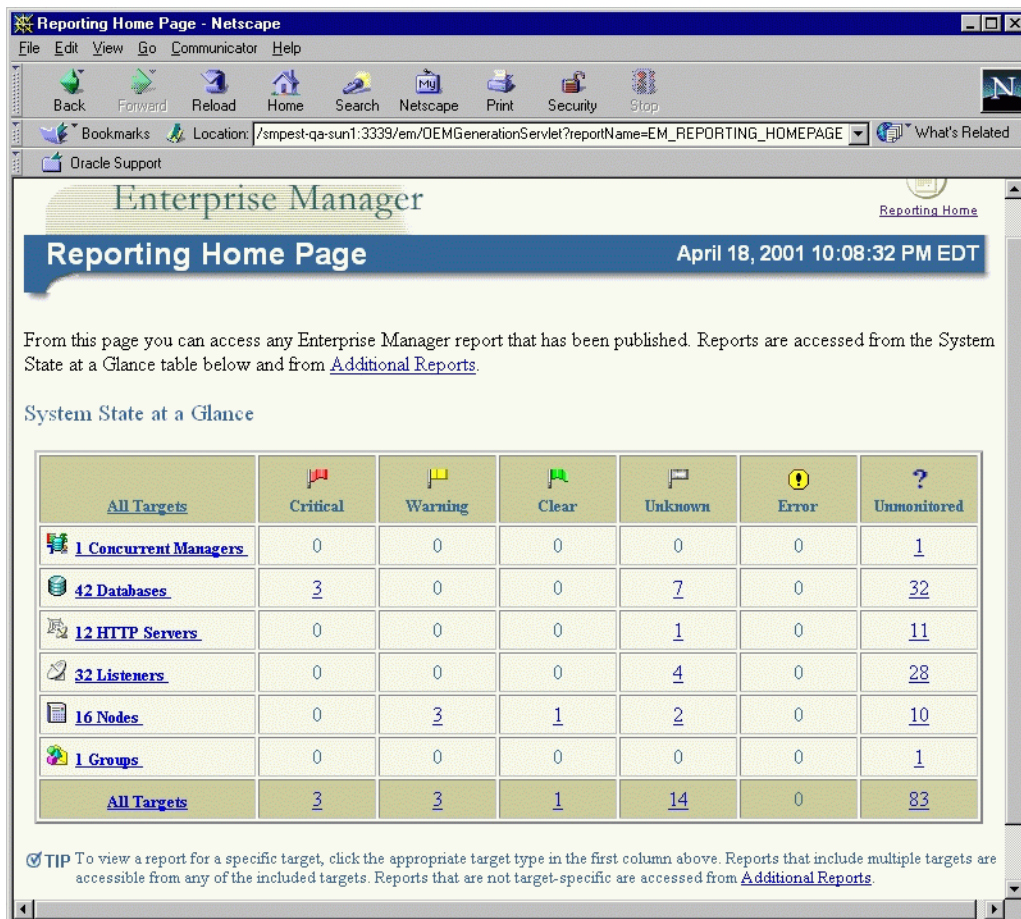 Reporting Home Page - Netscape
File Edit View Go Communicator Help
My
N
Back Forward Reload Home Search Netscape Print Security Stop
Bookmarks Location: /smpest-qa-sun1:3339/em/OEMGenerationServlet?reportName=EM_REPORTING_HOMEPAGE What's Related
Oracle Support
Enterprise Manager
Reporting Home
Reporting Home Page April 18, 2001 10:08:32 PM EDT
From this page you can access any Enterprise Manager report that has been published. Reports are accessed from the System
State at a Glance table below and from Additional Reports.
System State at a Glance
All Targets Critical Warning Clear Unknown Error Unmonitored
1 Concurrent Managers 0 0 0 0 0 1
42 Databases 3 0 0 7 0 32
12 HTTP Servers 0 0 0 1 0 11
32 Listeners 0 0 0 4 0 28
16 Nodes 0 3 1 2 0 10
1 Groups 0 0 0 0 0 1
All Targets 3 3 1 14 0 83
TIP To view a report for a specific target, click the appropriate target type in the first column above. Reports that include multiple targets are
accessible from any of the included targets. Reports that are not target-specific are accessed from Additional Reports.